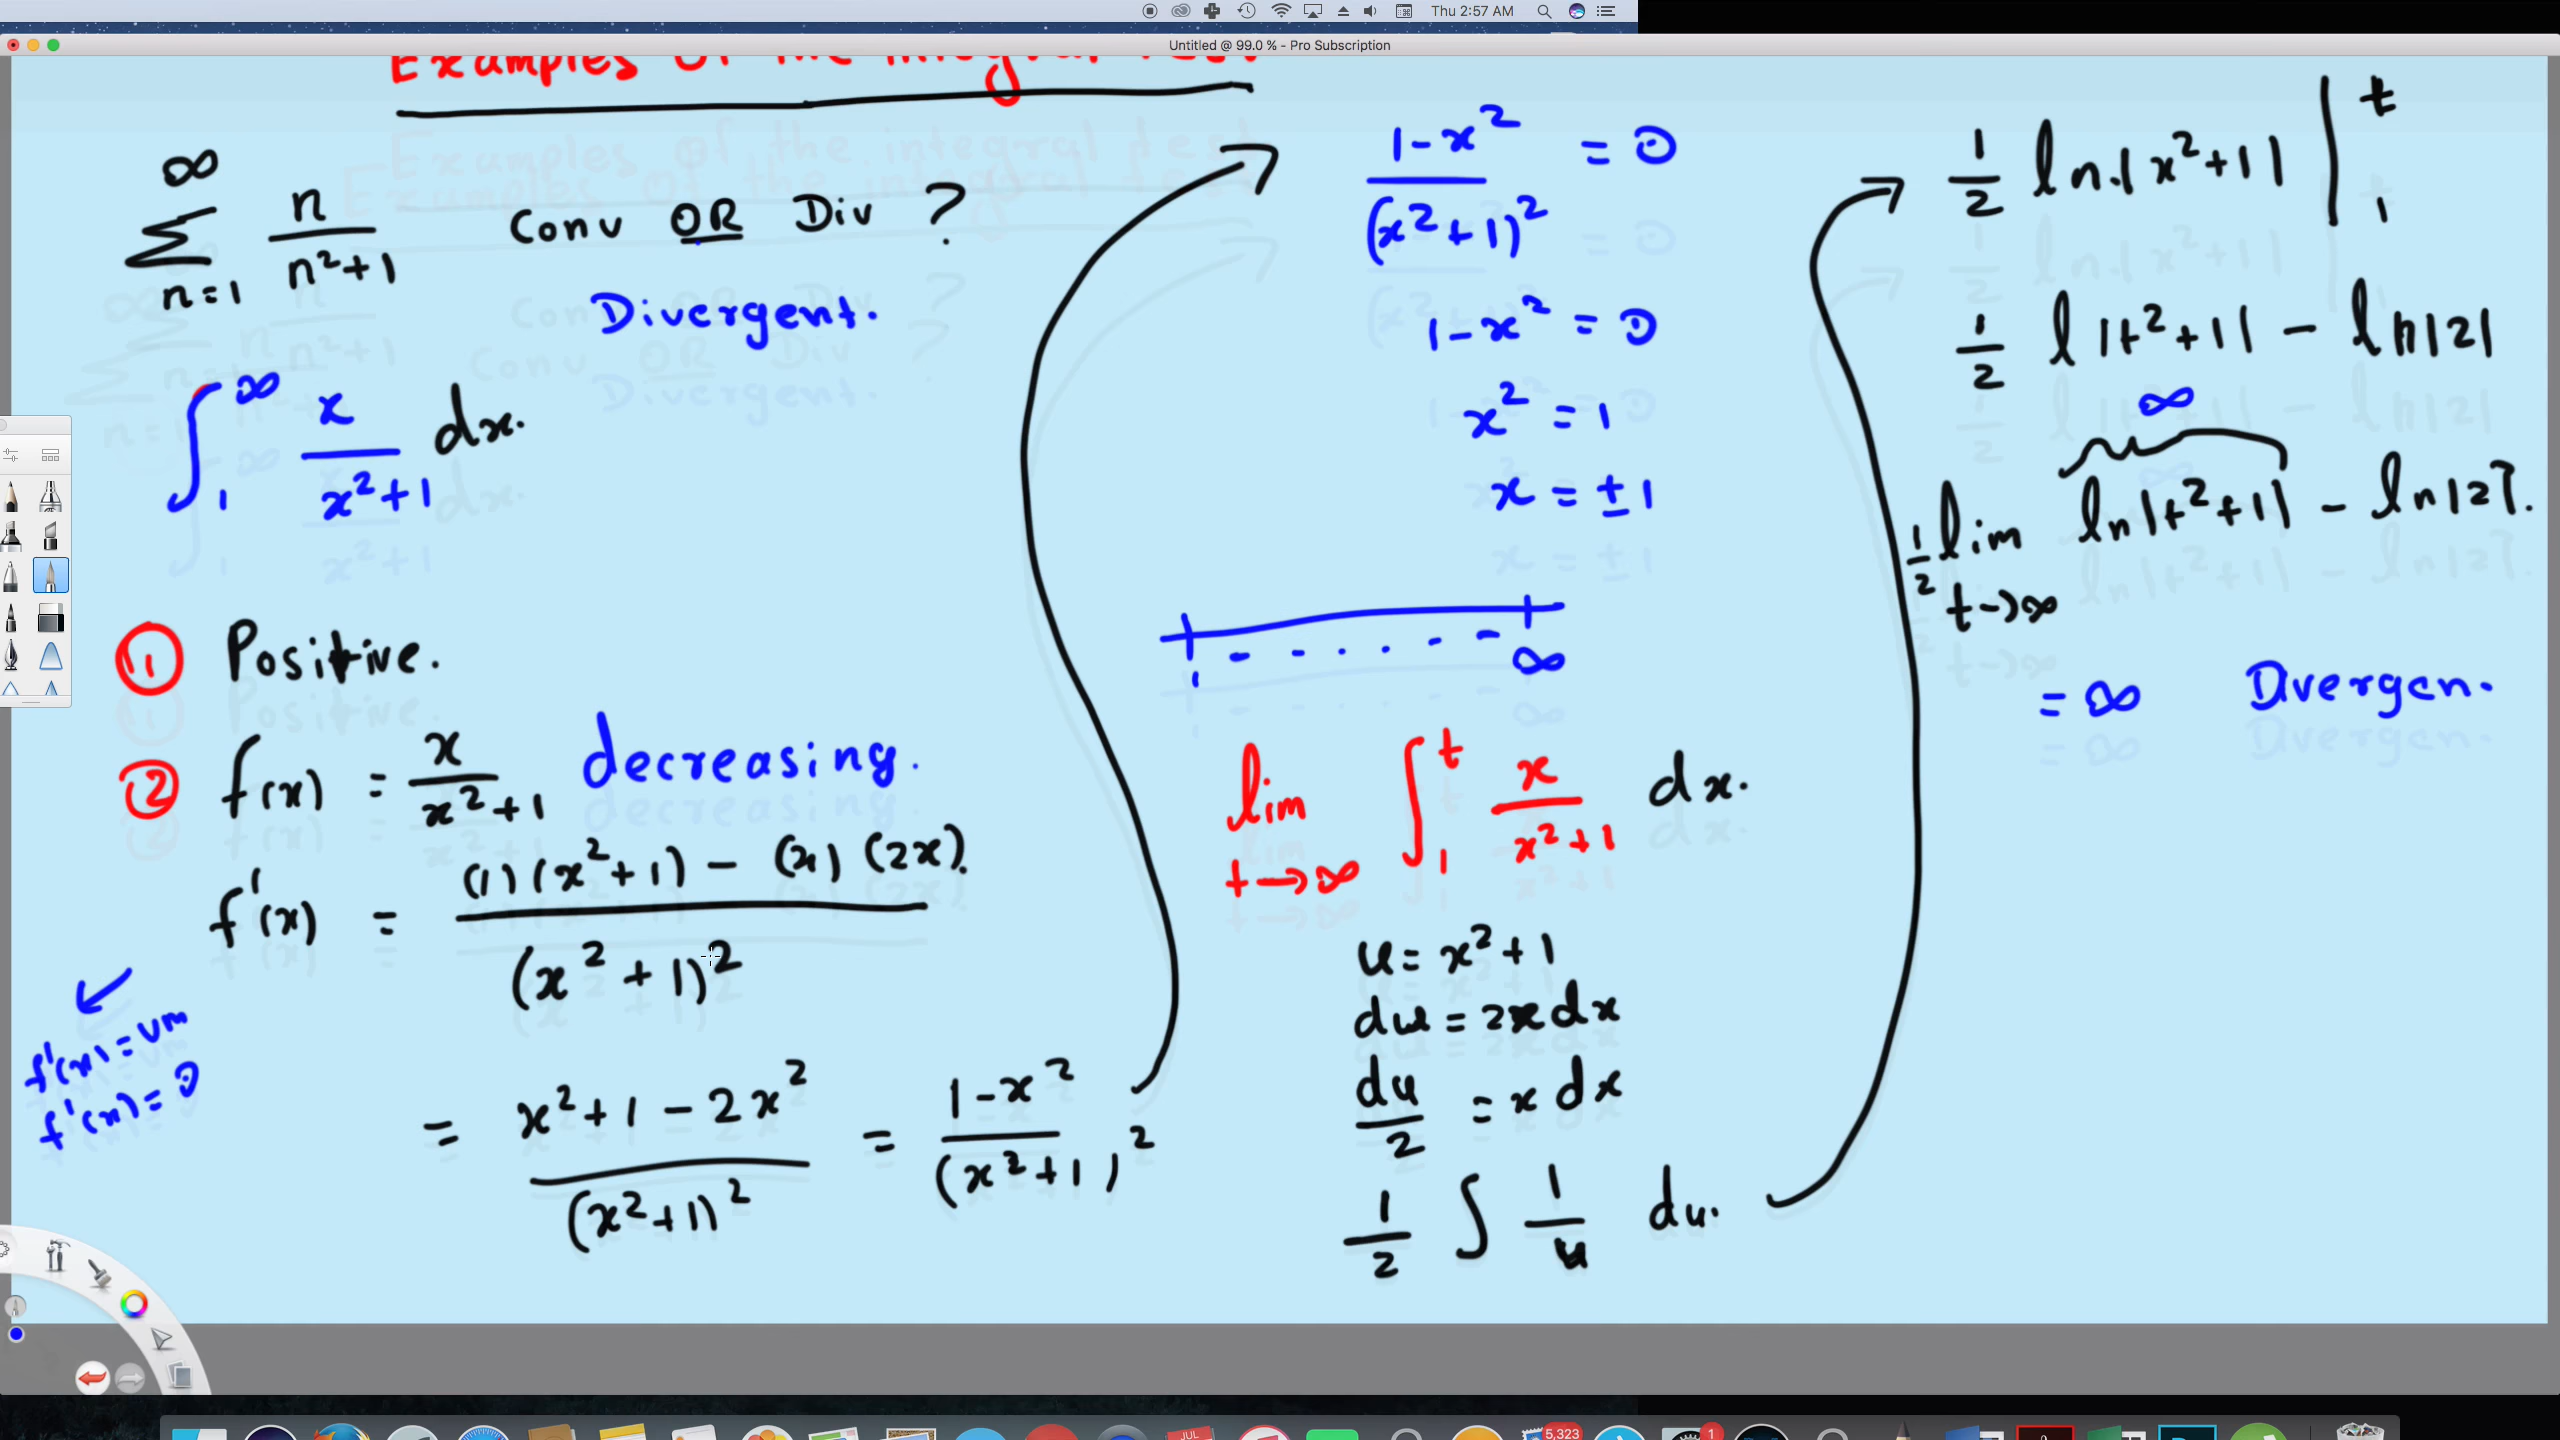 Thu 2:57 AM
Untitled @ 99.0 % - Pro Subscription
Examples of the integral test
∞
∑ n/(n²+1) Conv OR Div ?
n=1
Divergent.
∫₁^∞ x/(x²+1) dx.
① Positive.
② f(x) = x/(x²+1) decreasing.
f'(x) = ((1)(x²+1) - (x)(2x).)/(x²+1)²
f'(x) = um
f'(x) = 0
= (x²+1-2x²)/(x²+1)² = (1-x²)/(x²+1)²
(1-x²)/(x²+1)² = 0
1-x² = 0
x² = 1
x = ±1
1 - - - - - ∞
lim t→∞ ∫₁^t x/(x²+1) dx.
u = x²+1
du = 2x dx
du/2 = x dx
1/2 ∫ 1/u du.
1/2 ln.|x²+1| |₁^t
1/2 l|t²+1| - ln|2|
∞
1/2 lim t→∞ ln|t²+1| - ln|2|.
= ∞ Divergen.
JUL
5,323
1